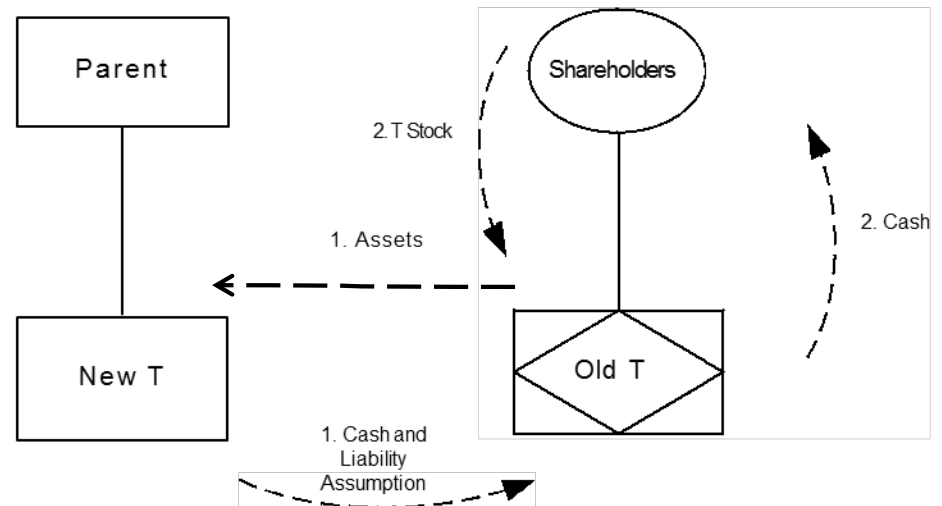 Parent
Shareholders
2. T Stock
1. Assets
2. Cash
New T
Old T
1. Cash and
Liability
Assumption